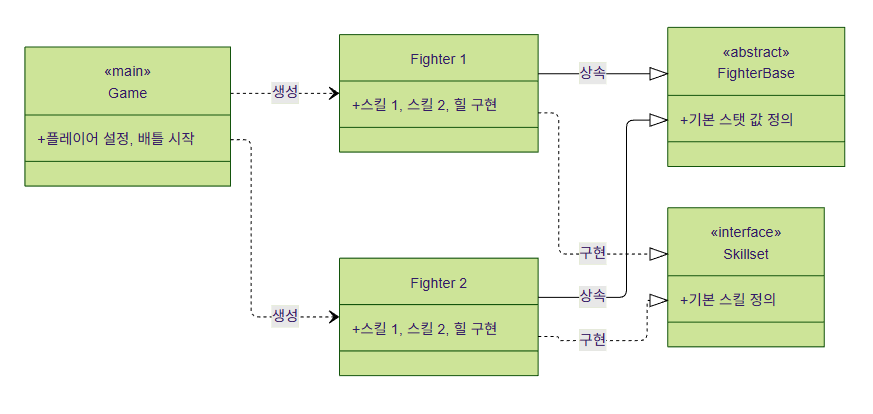 «main»
Game
+플레이어 설정, 배틀 시작
생성
생성
Fighter 1
+스킬 1, 스킬 2, 힐 구현
Fighter 2
+스킬 1, 스킬 2, 힐 구현
상속
구현
상속
구현
«abstract»
FighterBase
+기본 스탯 값 정의
«interface»
Skillset
+기본 스킬 정의